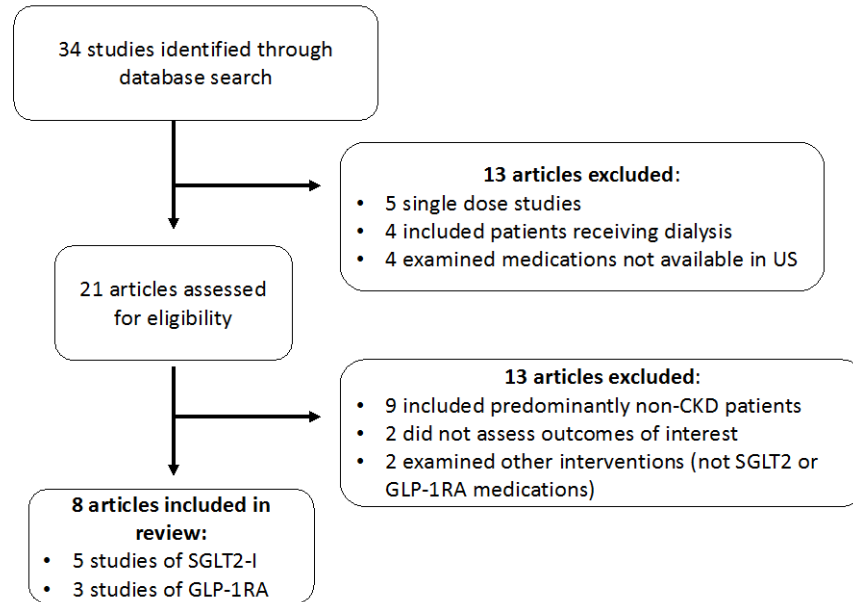 34 studies identified through
database search
13 articles excluded:
• 5 single dose studies
• 4 included patients receiving dialysis
• 4 examined medications not available in US
21 articles assessed
for eligibility
13 articles excluded:
• 9 included predominantly non-CKD patients
• 2 did not assess outcomes of interest
• 2 examined other interventions (not SGLT2 or
GLP-1RA medications)
8 articles included in
review:
• 5 studies of SGLT2-I
• 3 studies of GLP-1RA